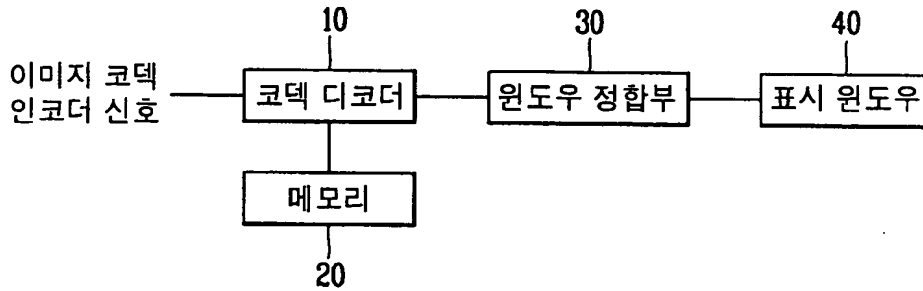 10
30
40
이미지 코덱
인코더 신호
코덱 디코더
윈도우 정합부
표시 윈도우
메모리
20